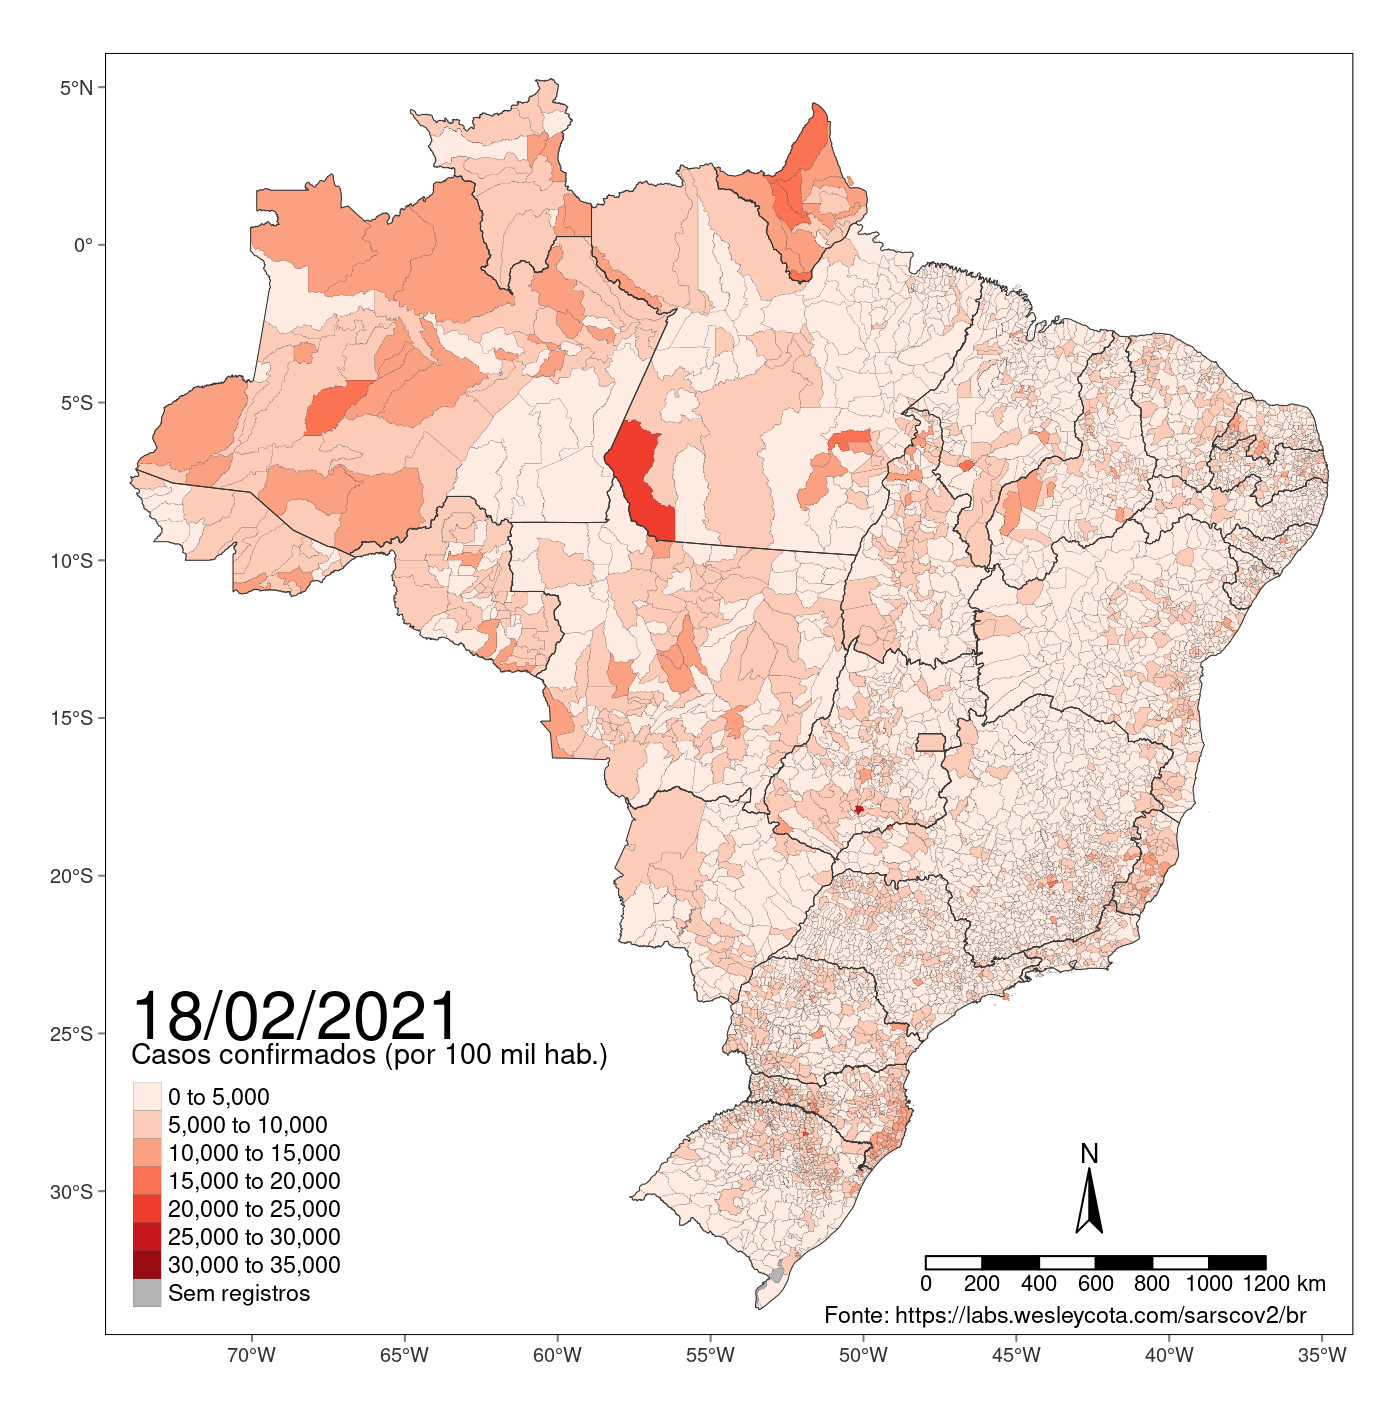 5°N
0°
5°S
10°S
15°S
20°S
25°S
30°S
18/02/2021
Casos confirmados (por 100 mil hab.)
0 to 5,000
5,000 to 10,000
10,000 to 15,000
15,000 to 20,000
20,000 to 25,000
25,000 to 30,000
30,000 to 35,000
Sem registros
N
0 200 400 600 800 1000 1200 km
Fonte: https://labs.wesleycota.com/sarscov2/br
70°W 65°W 60°W 55°W 50°W 45°W 40°W 35°W